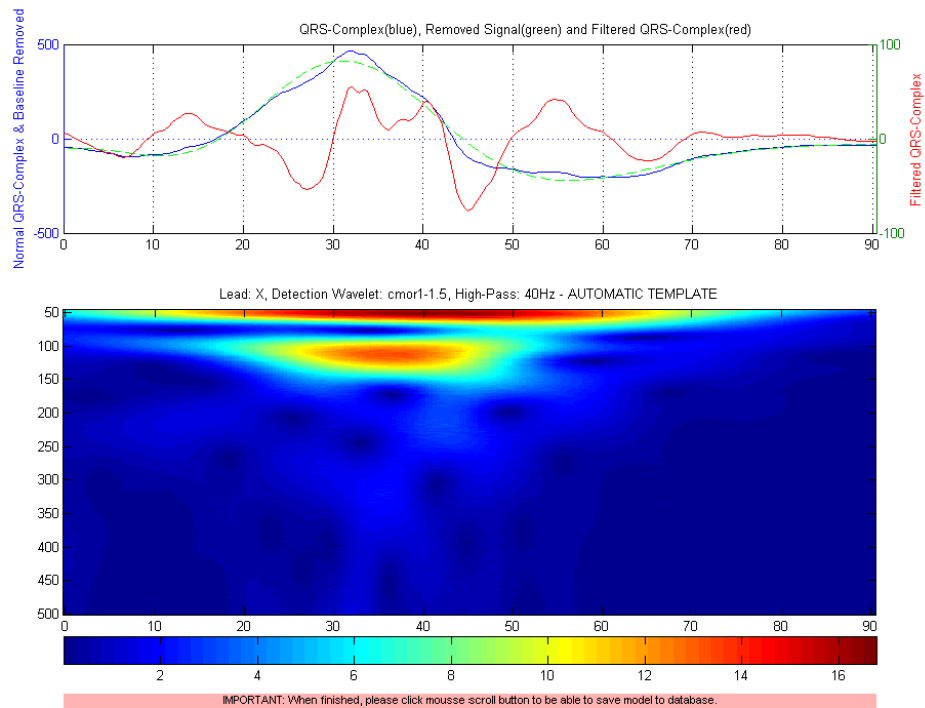 QRS-Complex(blue), Removed Signal(green) and Filtered QRS-Complex(red)
Normal QRS-Complex & Baseline Removed
500
0
-500
100
0
-100
Filtered QRS-Complex
0 10 20 30 40 50 60 70 80 90
Lead: X, Detection Wavelet: cmor1-1.5, High-Pass: 40Hz - AUTOMATIC TEMPLATE
50
100
150
200
250
300
350
400
450
500
0 10 20 30 40 50 60 70 80 90
2 4 6 8 10 12 14 16
IMPORTANT: When finished, please click mousse scroll button to be able to save model to database.